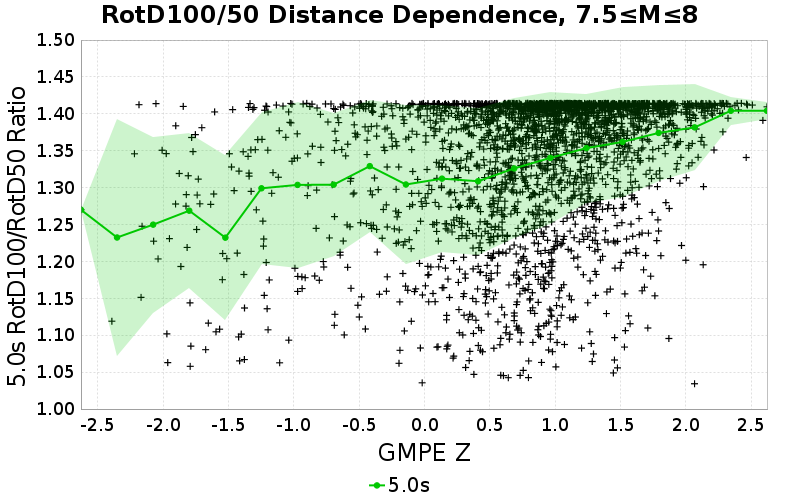 RotD100/50 Distance Dependence, 7.5≤M≤8
5.0s RotD100/RotD50 Ratio
1.50
1.45
1.40
1.35
1.30
1.25
1.20
1.15
1.10
1.05
1.00
-2.5 -2.0 -1.5 -1.0 -0.5 0.0 0.5 1.0 1.5 2.0 2.5
GMPE Z
5.0s